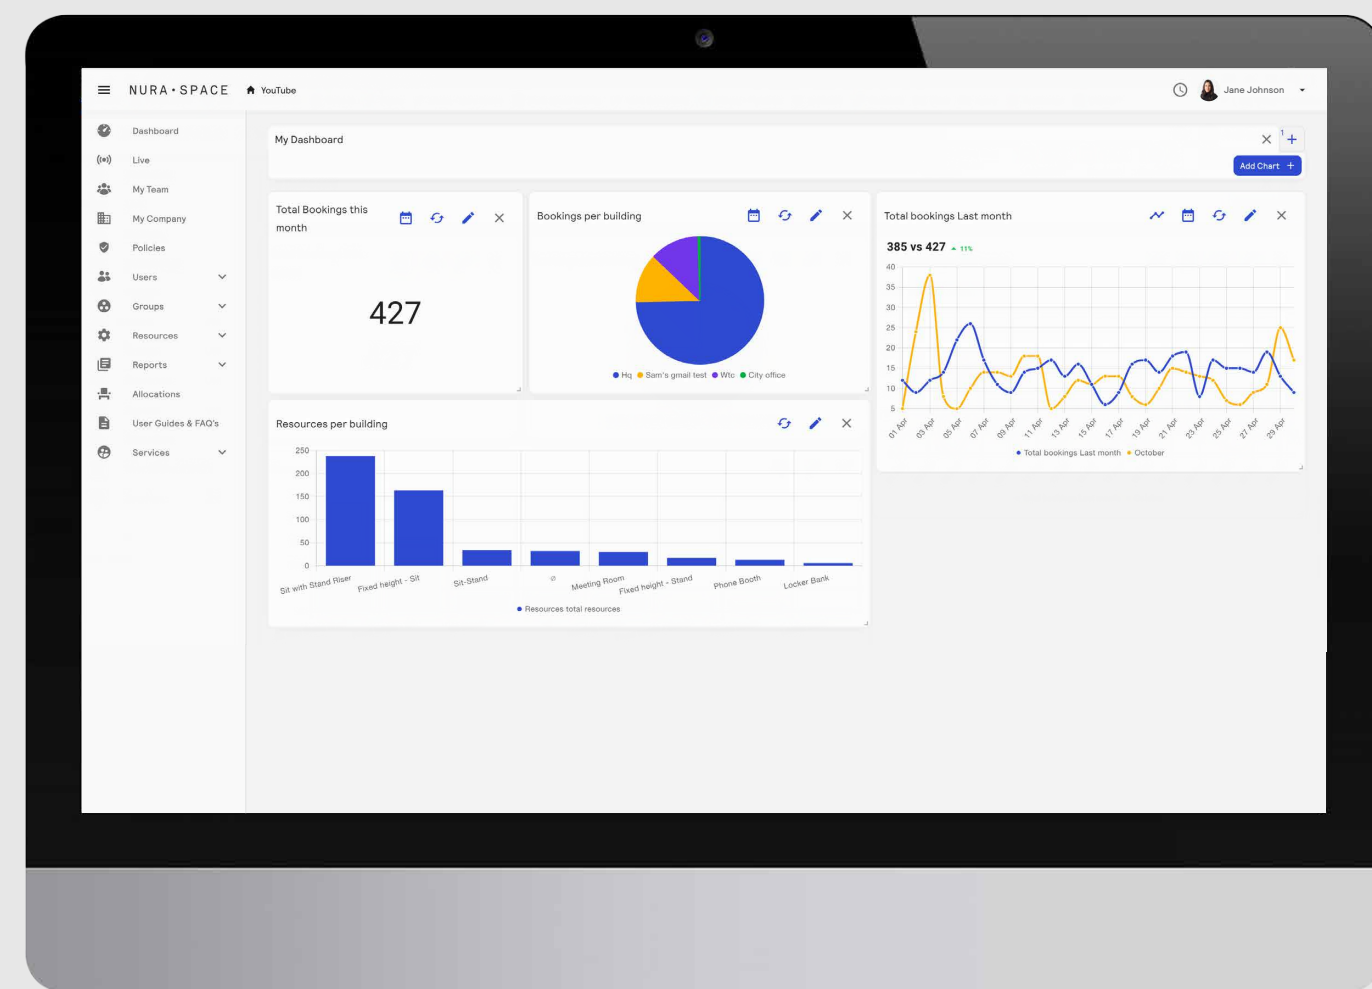 NURA•SPACE
YouTube
Jane Johnson
Dashboard
Live
My Team
My Company
Policies
Users
Groups
Resources
Reports
Allocations
User Guides & FAQ's
Services
My Dashboard
1
Add Chart +
Total Bookings this
month
427
Bookings per building
Hq Sam's gmail test Wtc City office
Total bookings Last month
385 vs 427 11%
40
35
30
25
20
15
10
5
01 Apr 03 Apr 05 Apr 07 Apr 09 Apr 11 Apr 13 Apr 15 Apr 17 Apr 19 Apr 21 Apr 23 Apr 25 Apr 27 Apr 29 Apr
Total bookings Last month October
Resources per building
250
200
150
100
50
0
Sit with Stand Riser Fixed height - Sit Sit-Stand ø Meeting Room Fixed height - Stand Phone Booth Locker Bank
Resources total resources